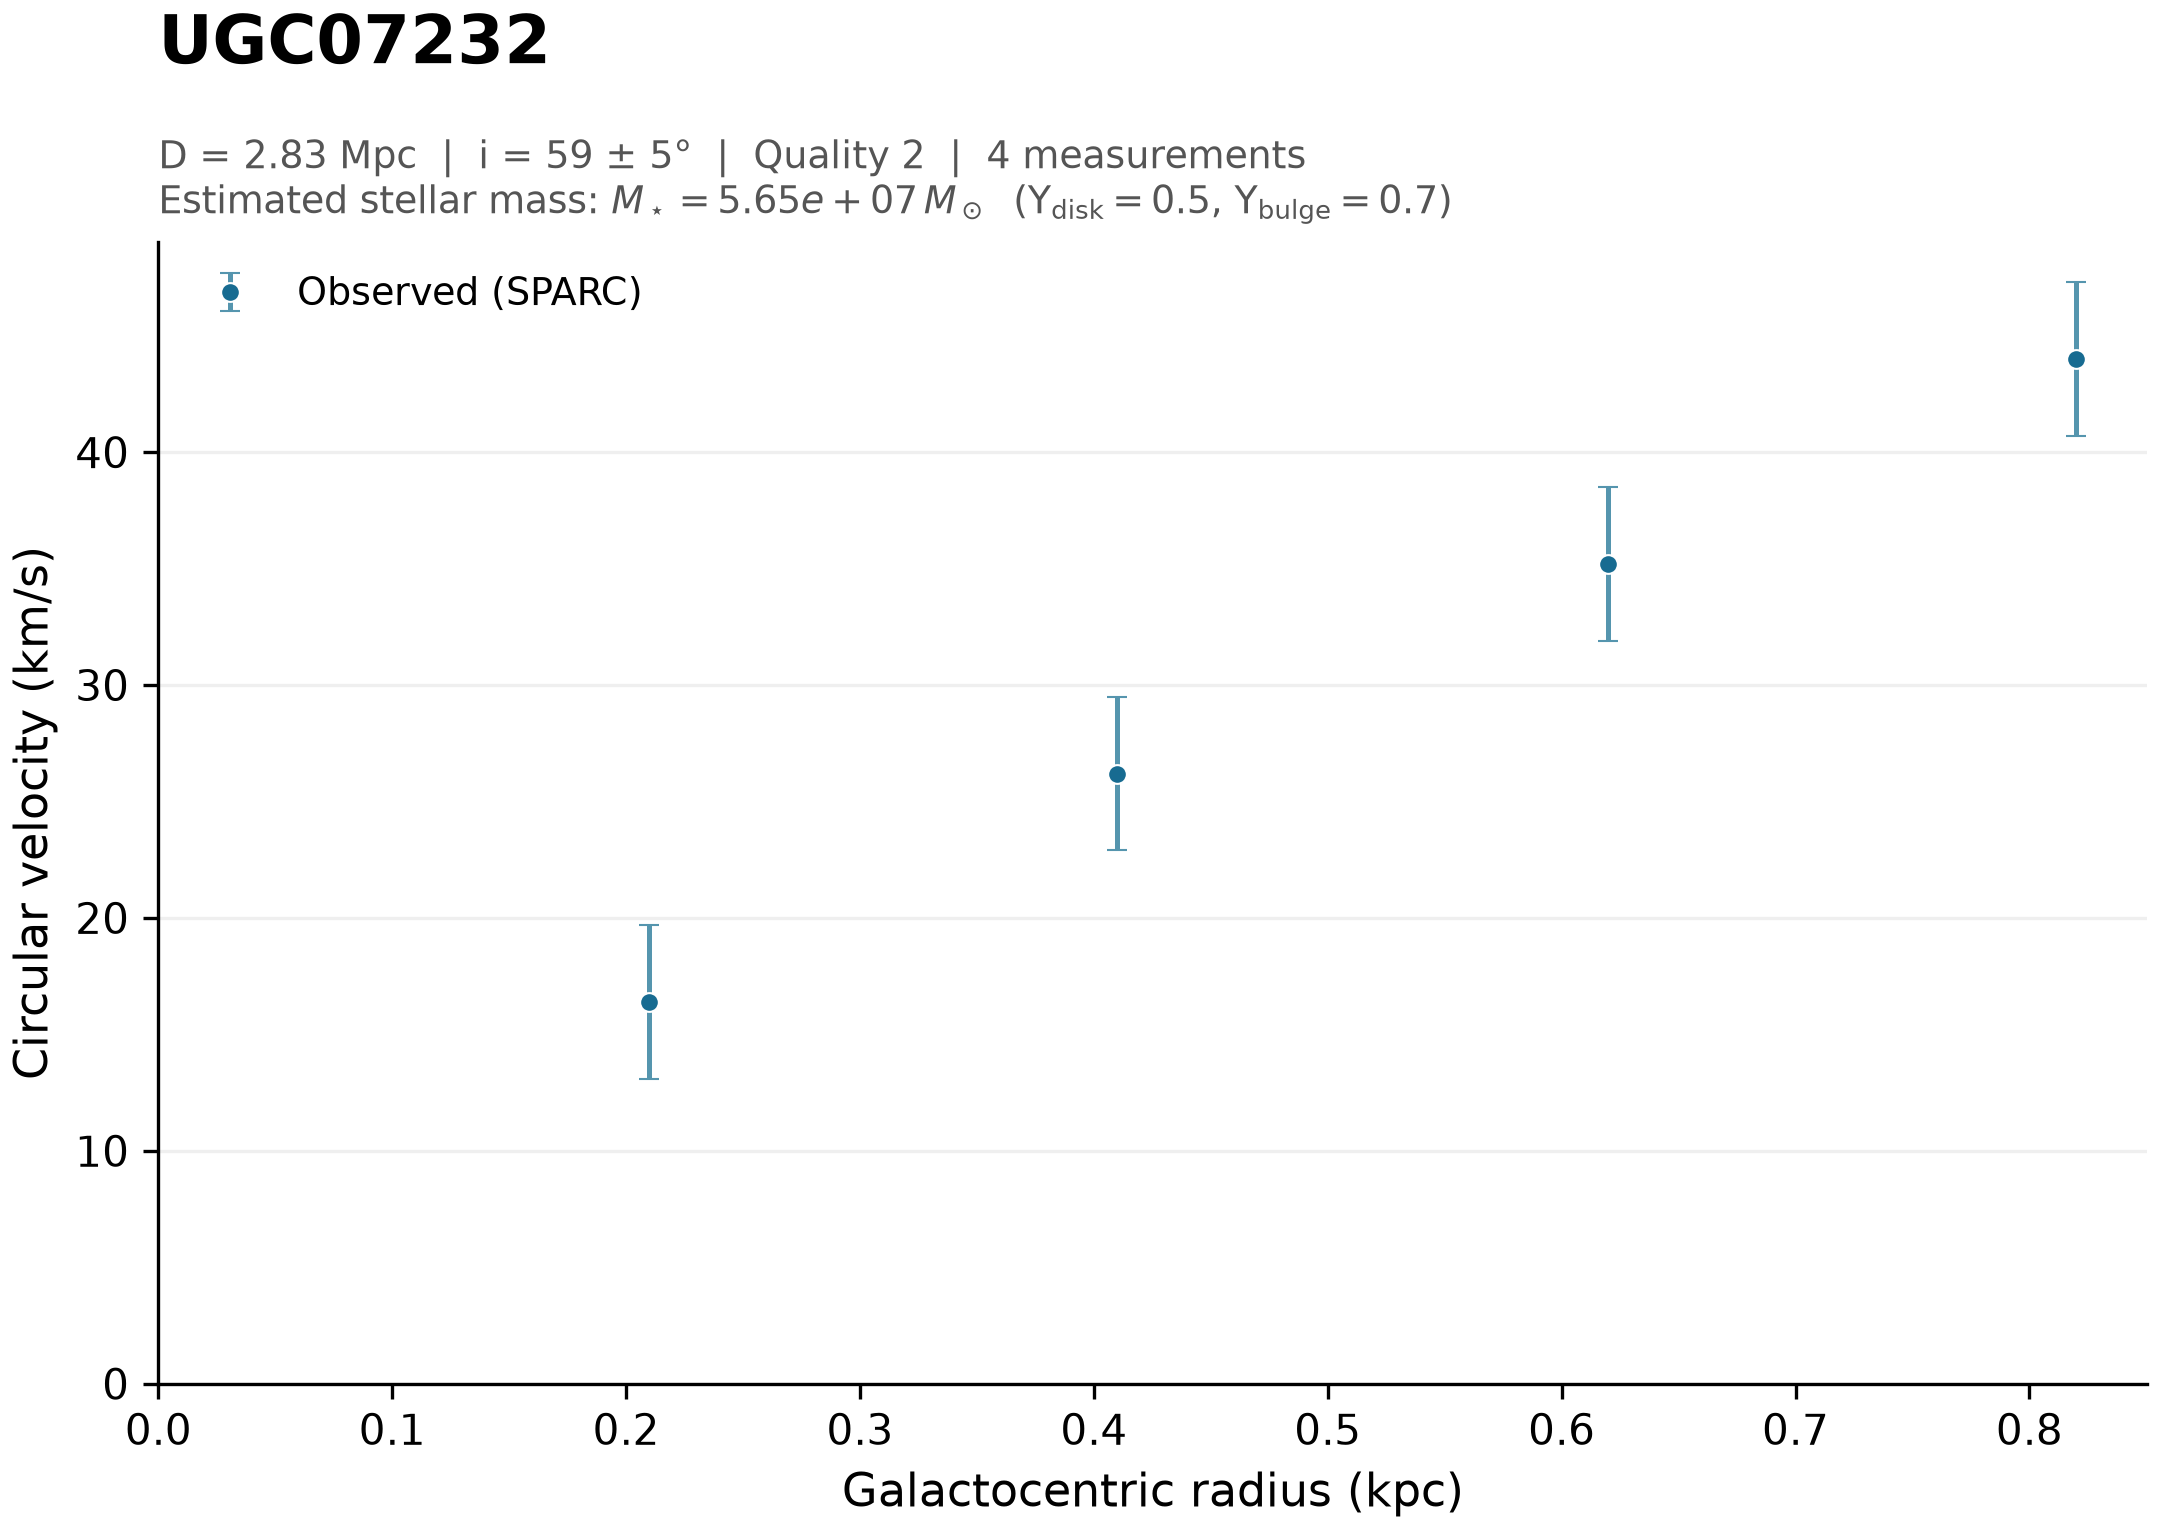 UGC07232
D = 2.83 Mpc | i = 59 ± 5° | Quality 2 | 4 measurements
Estimated stellar mass: M⋆ = 5.65e + 07 M⊙ (Υdisk = 0.5, Υbulge = 0.7)
Observed (SPARC)
40
30
20
10
0
Circular velocity (km/s)
0.0 0.1 0.2 0.3 0.4 0.5 0.6 0.7 0.8
Galactocentric radius (kpc)